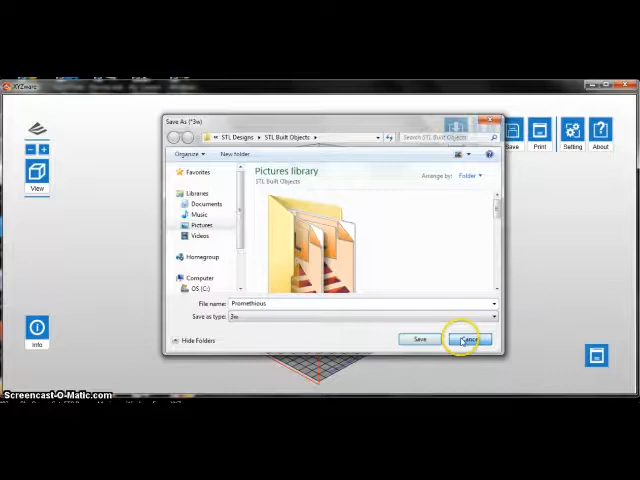 XYZware
Save As (*3w)
« STL Designs STL Built Objects
Search STL Built Objects
Save
Print
Setting
About
View
Organize
New folder
Pictures library
STL Built Objects
Arrange by: Folder
Favorites
Libraries
Documents
Music
Pictures
Videos
Homegroup
Computer
OS (C:)
File name: Promethious
Save as type: 3w
Hide Folders
Save
Cancel
Info
Screencast-O-Matic.com